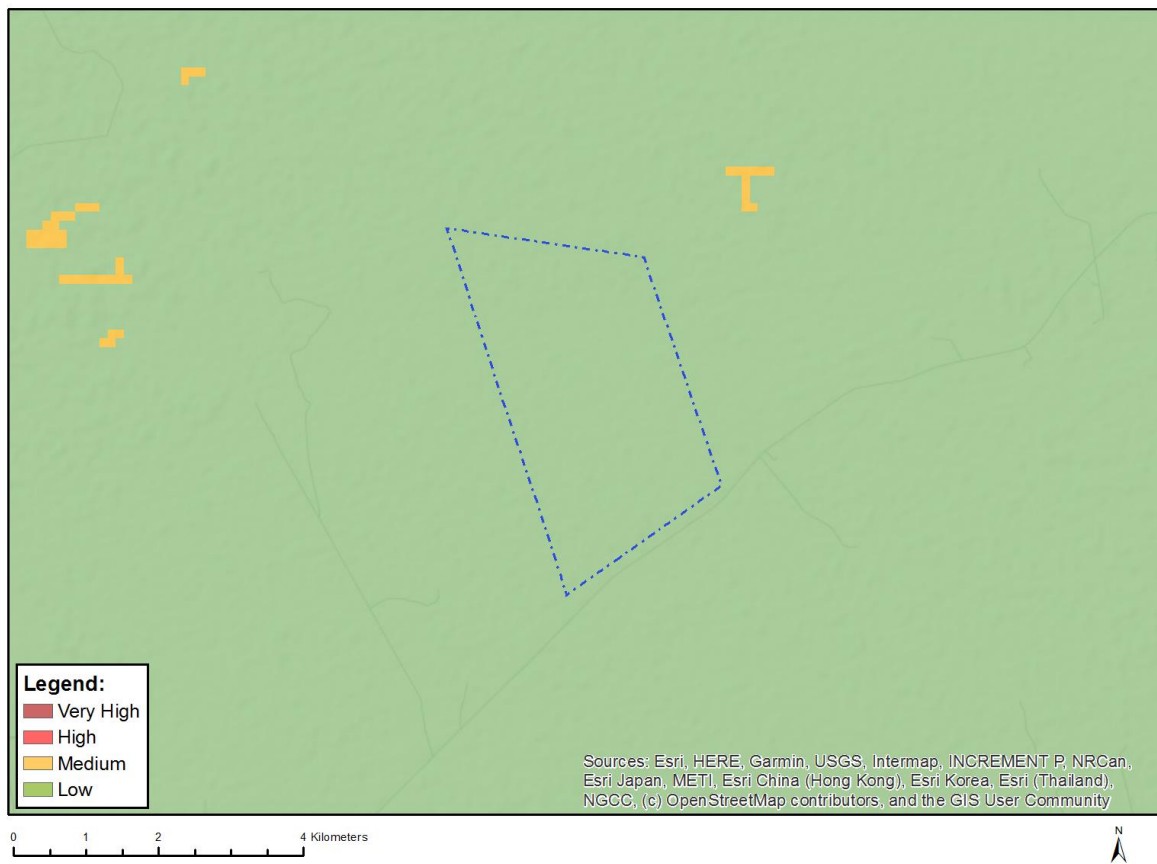 Legend:
Very High
High
Medium
Low
Sources: Esri, HERE, Garmin, USGS, Intermap, INCREMENT P, NRCan,
Esri Japan, METI, Esri China (Hong Kong), Esri Korea, Esri (Thailand),
NGCC, (c) OpenStreetMap contributors, and the GIS User Community
0 1 2 4 Kilometers
N